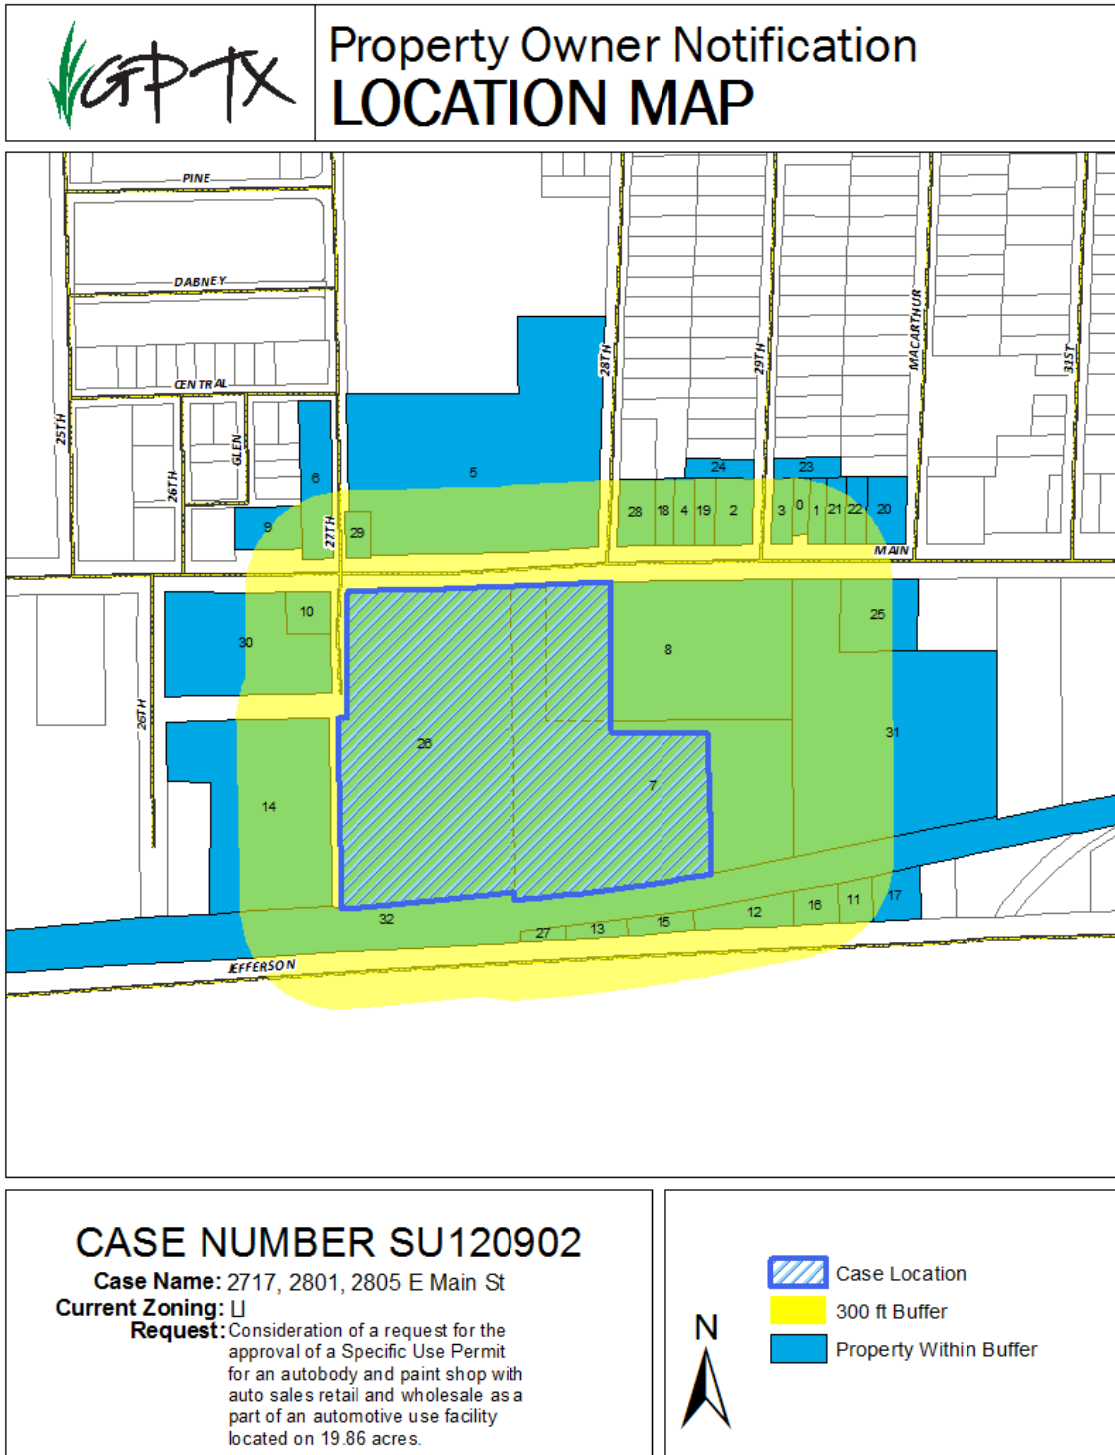 GPTX
Property Owner Notification
LOCATION MAP
PINE
DABNEY
CENTRAL
25TH
26TH
GLEN
27TH
28TH
29TH
MACARTHUR
31ST
6
5
9
29
24
23
28
18
4
19
2
3
0
1
21
22
20
MAIN
10
30
8
25
26TH
26
7
31
14
32
27
13
15
12
16
11
17
JEFFERSON
CASE NUMBER SU120902
Case Name: 2717, 2801, 2805 E Main St
Current Zoning: LI
Request: Consideration of a request for the
approval of a Specific Use Permit
for an autobody and paint shop with
auto sales retail and wholesale as a
part of an automotive use facility
located on 19.86 acres.
N
Case Location
300 ft Buffer
Property Within Buffer